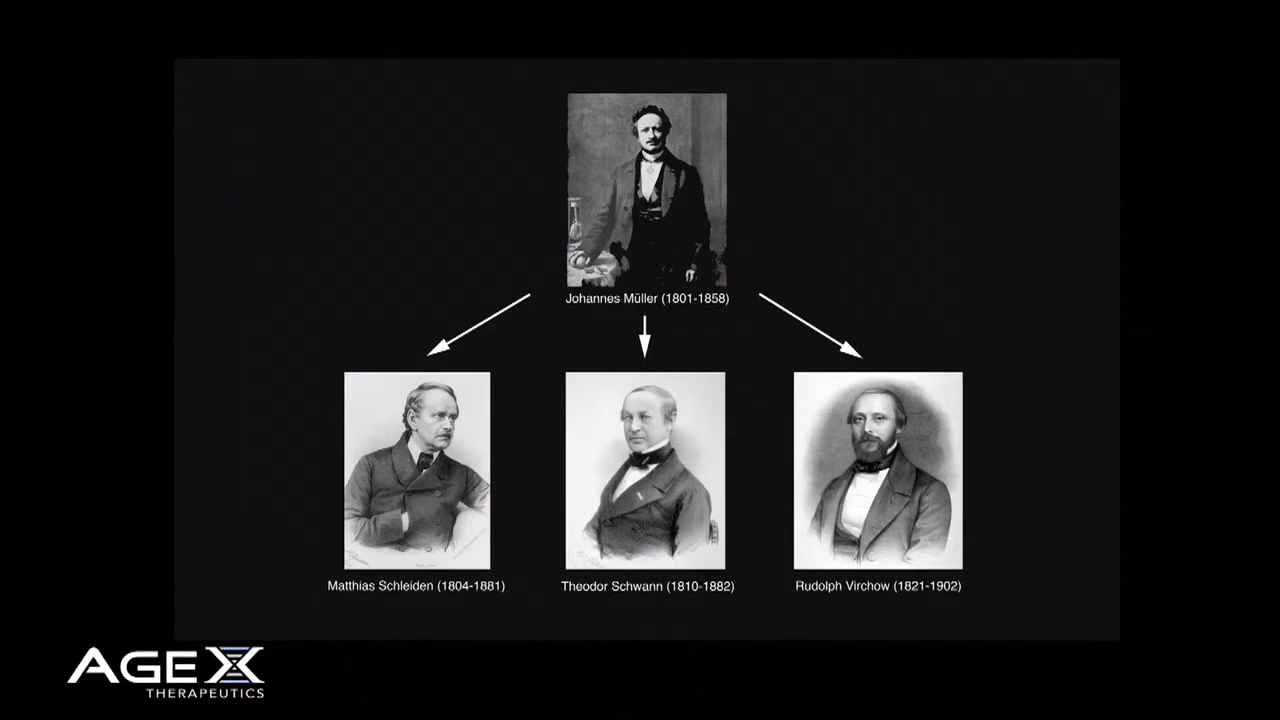 Johannes Müller (1801-1858)
Matthias Schleiden (1804-1881)
Theodor Schwann (1810-1882)
Rudolph Virchow (1821-1902)
AGEX
THERAPEUTICS